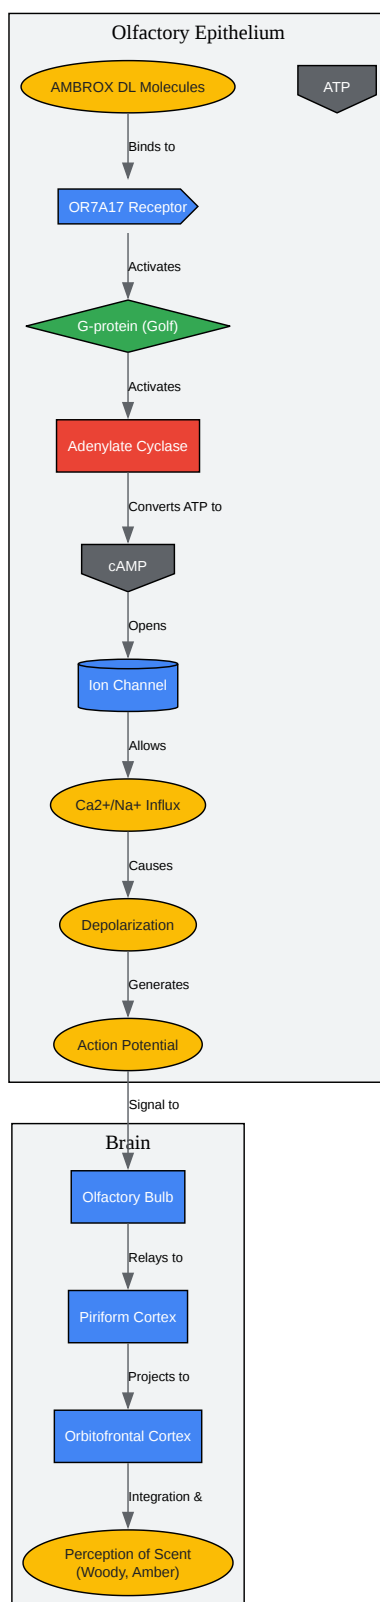 Olfactory Epithelium
AMBROX DL Molecules
ATP
Binds to
OR7A17 Receptor
Activates
G-protein (Golf)
Activates
Adenylate Cyclase
Converts ATP to
cAMP
Opens
Ion Channel
Allows
Ca2+/Na+ Influx
Causes
Depolarization
Generates
Action Potential
Signal to
Brain
Olfactory Bulb
Relays to
Piriform Cortex
Projects to
Orbitofrontal Cortex
Integration &
Perception of Scent
(Woody, Amber)